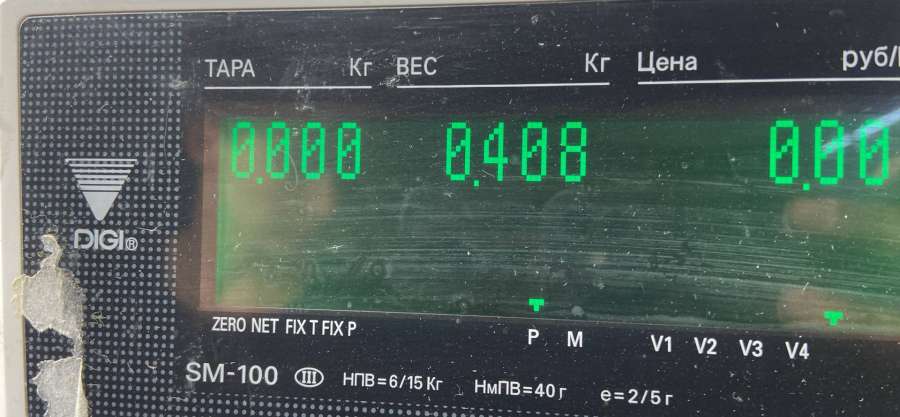 ТАРА Кг ВЕС Кг Цена руб/
0.000 0.408 0.00
DIGI®
ZERO NET FIX T FIX P P M V1 V2 V3 V4
SM-100 III НПВ=6/15 Кг НмПВ=40 г e=2/5 г